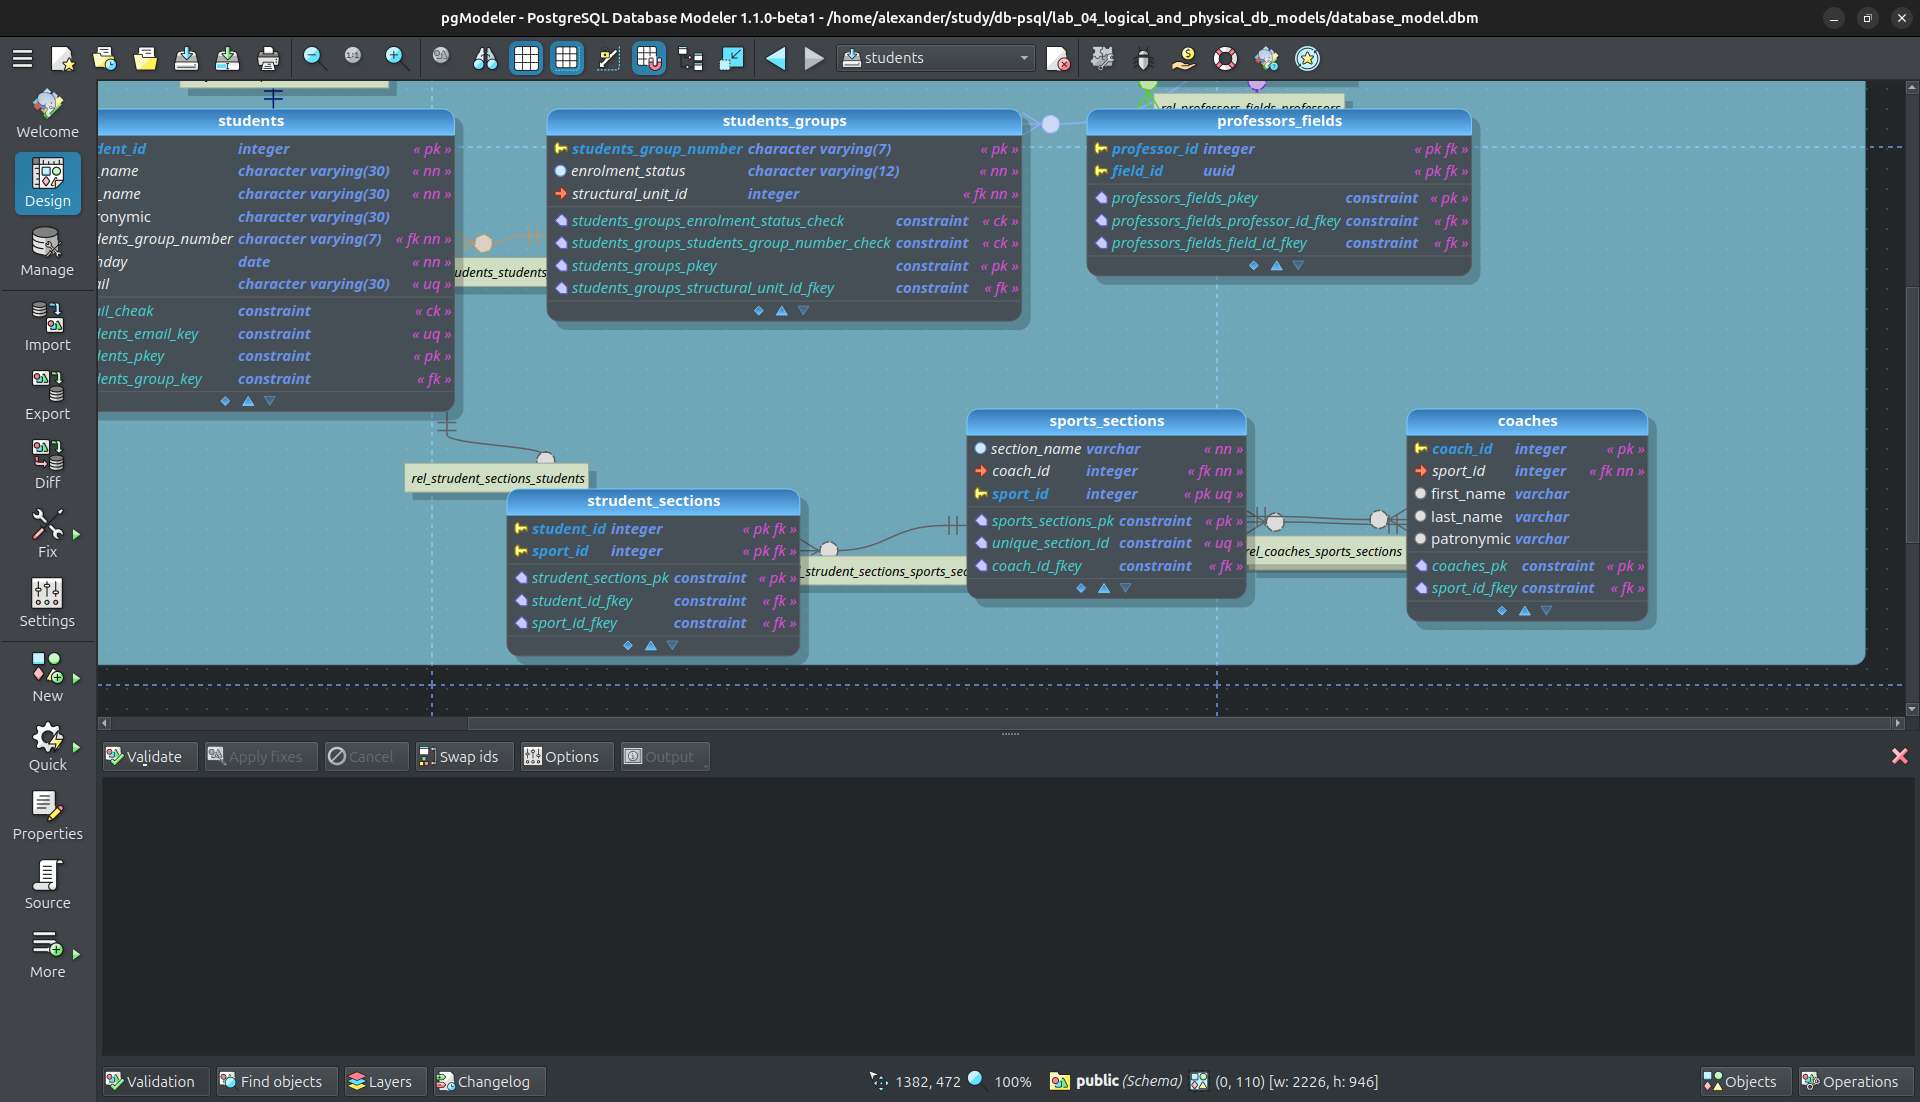 pgModeler - PostgreSQL Database Modeler 1.1.0-beta1 - /home/alexander/study/db-psql/lab_04_logical_and_physical_db_models/database_model.dbm
1:1
students
Welcome
Design
Manage
Import
Export
Diff
Fix
Settings
New
Quick
Properties
Source
More
students
dent_id integer « pk »
_name character varying(30) « nn »
_name character varying(30) « nn »
ronymic character varying(30)
dents_group_number character varying(7) « fk nn »
hday date « nn »
ail character varying(30) « uq »
ail_cheak constraint « ck »
dents_email_key constraint « uq »
dents_pkey constraint « pk »
dents_group_key constraint « fk »
udents_students
students_groups
students_group_number character varying(7) « pk »
enrolment_status character varying(12) « nn »
structural_unit_id integer « fk nn »
students_groups_enrolment_status_check constraint « ck »
students_groups_students_group_number_check constraint « ck »
students_groups_pkey constraint « pk »
students_groups_structural_unit_id_fkey constraint « fk »
rel_professors_fields_professors
professors_fields
professor_id integer « pk fk »
field_id uuid « pk fk »
professors_fields_pkey constraint « pk »
professors_fields_professor_id_fkey constraint « fk »
professors_fields_field_id_fkey constraint « fk »
rel_strudent_sections_students
strudent_sections
student_id integer « pk fk »
sport_id integer « pk fk »
strudent_sections_pk constraint « pk »
student_id_fkey constraint « fk »
sport_id_fkey constraint « fk »
_strudent_sections_sports_sec
sports_sections
section_name varchar « nn »
coach_id integer « fk nn »
sport_id integer « pk uq »
sports_sections_pk constraint « pk »
unique_section_id constraint « uq »
coach_id_fkey constraint « fk »
rel_coaches_sports_sections
coaches
coach_id integer « pk »
sport_id integer « fk nn »
first_name varchar
last_name varchar
patronymic varchar
coaches_pk constraint « pk »
sport_id_fkey constraint « fk »
Validate
Apply fixes
Cancel
Swap ids
Options
Output
Validation
Find objects
Layers
Changelog
1382, 472
100%
public (Schema)
(0, 110) [w: 2226, h: 946]
Objects
Operations